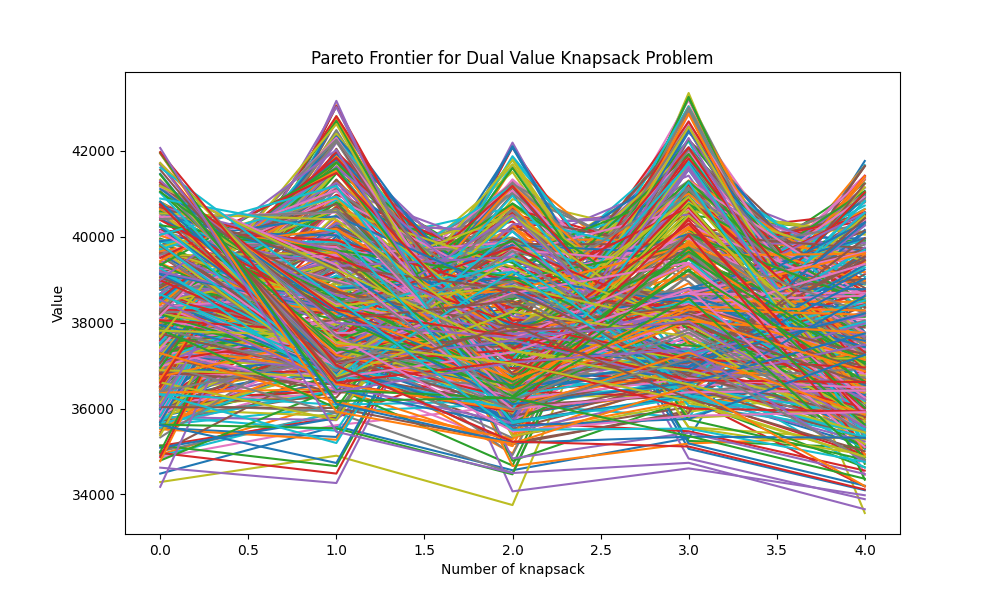 Pareto Frontier for Dual Value Knapsack Problem
Value
42000
40000
38000
36000
34000
0.0 0.5 1.0 1.5 2.0 2.5 3.0 3.5 4.0
Number of knapsack